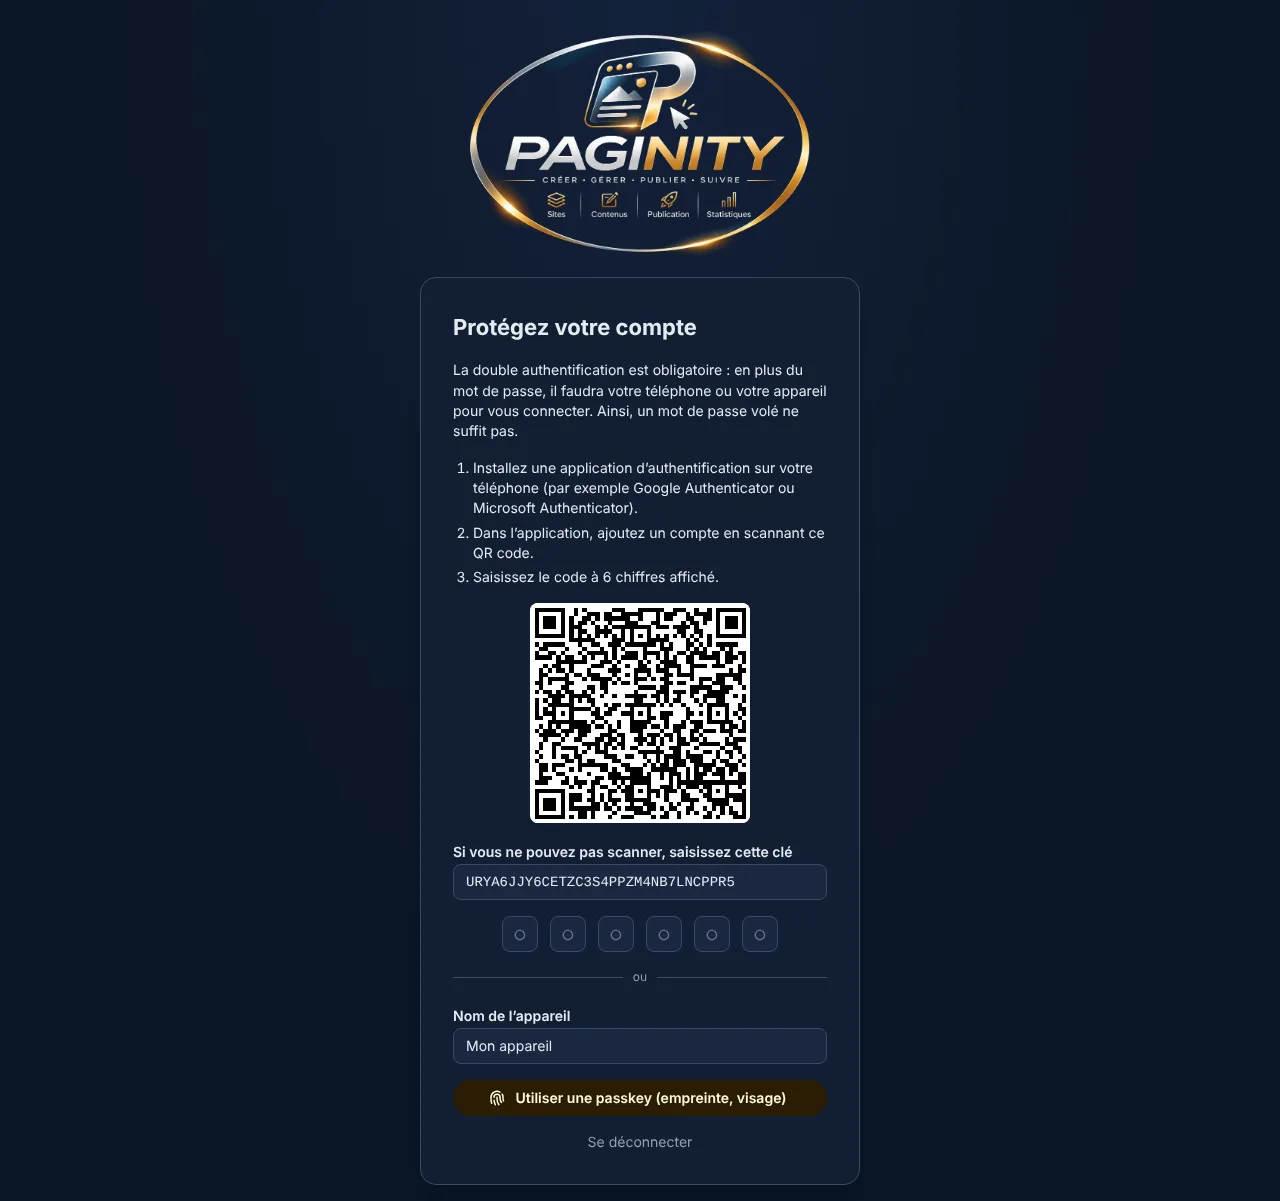 PAGINITY
CRÉER • GÉRER • PUBLIER • SUIVRE
Sites Contenus Publication Statistiques
Protégez votre compte
La double authentification est obligatoire : en plus du
mot de passe, il faudra votre téléphone ou votre appareil
pour vous connecter. Ainsi, un mot de passe volé ne
suffit pas.
1. Installez une application d’authentification sur votre
téléphone (par exemple Google Authenticator ou
Microsoft Authenticator).
2. Dans l’application, ajoutez un compte en scannant ce
QR code.
3. Saisissez le code à 6 chiffres affiché.
Si vous ne pouvez pas scanner, saisissez cette clé
URYA6JJY6CETZC3S4PPZM4NB7LNCPPR5
ou
Nom de l’appareil
Mon appareil
Utiliser une passkey (empreinte, visage)
Se déconnecter